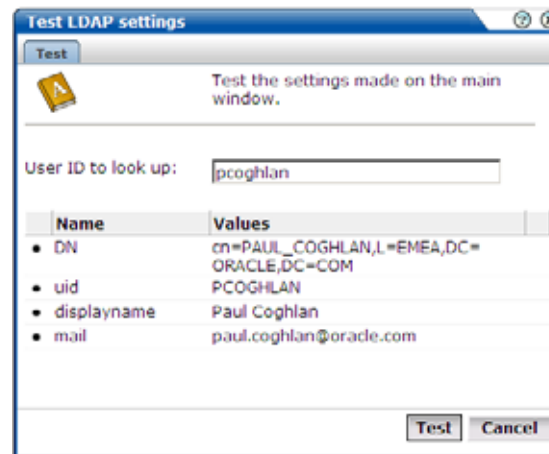 Test LDAP settings
Test
Test the settings made on the main
window.
User ID to look up:
pcoghlan
Name Values
DN cn=PAUL_COGHLAN,L=EMEA,DC=
ORACLE,DC=COM
uid PCOGHLAN
displayname Paul Coghlan
mail paul.coghlan@oracle.com
Test Cancel